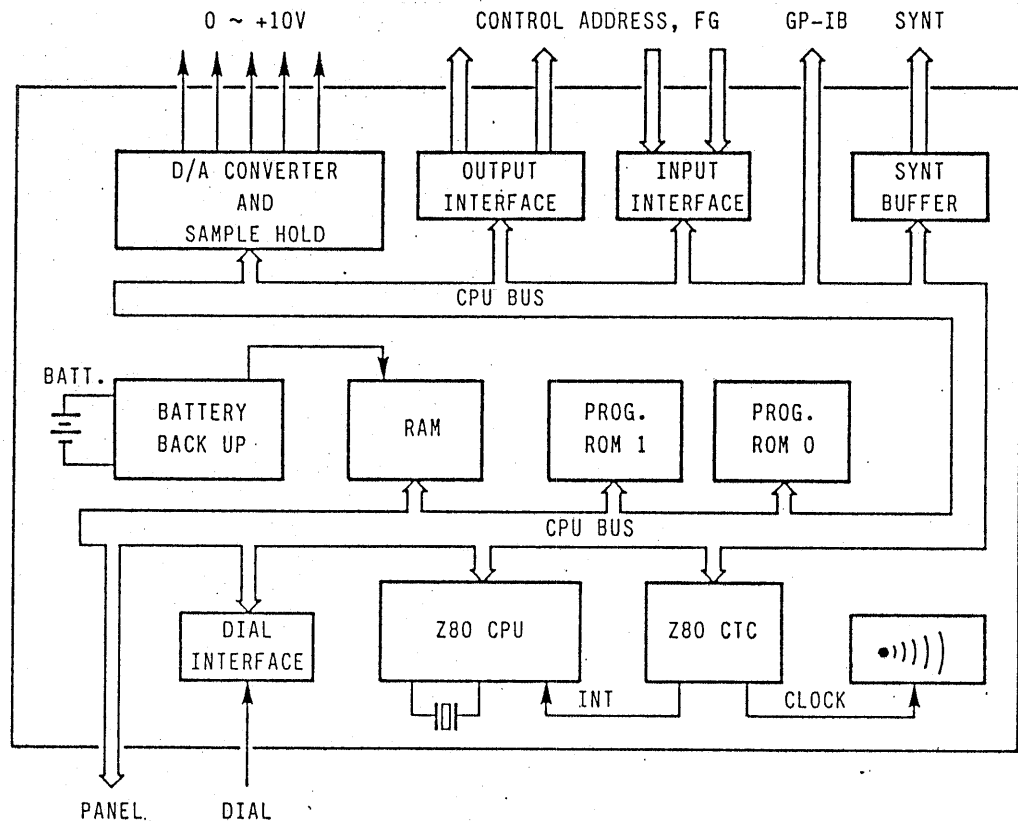 0 ~ +10V
CONTROL ADDRESS, FG
GP-IB
SYNT
D/A CONVERTER
AND
SAMPLE HOLD
OUTPUT
INTERFACE
INPUT
INTERFACE
SYNT
BUFFER
CPU BUS
BATT.
BATTERY
BACK UP
RAM
PROG.
ROM 1
PROG.
ROM 0
CPU BUS
DIAL
INTERFACE
Z80 CPU
Z80 CTC
INT
CLOCK
PANEL
DIAL